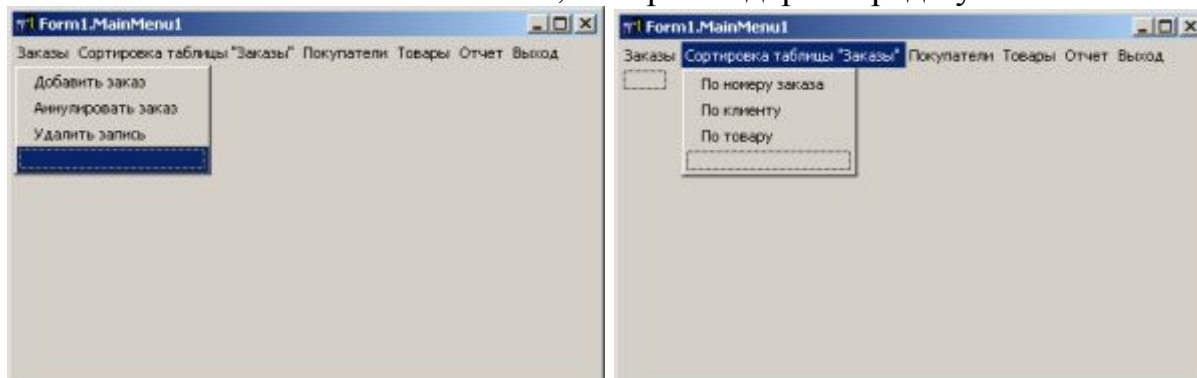 Form1.MainMenu1
Заказы Сортировка таблицы "Заказы" Покупатели Товары Отчет Выход
Добавить заказ
Аннулировать заказ
Удалить запись
Form1.MainMenu1
Заказы Сортировка таблицы "Заказы" Покупатели Товары Отчет Выход
По номеру заказа
По клиенту
По товару